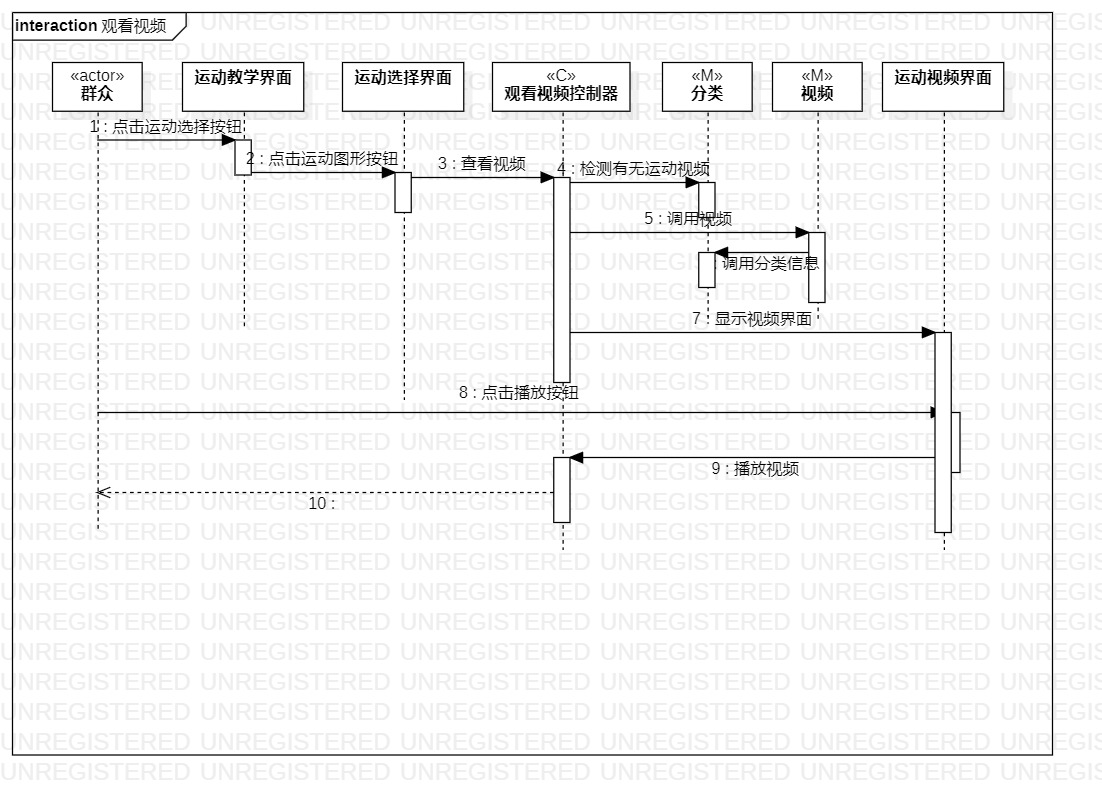 interaction 观看视频
«actor»
群众
运动教学界面
运动选择界面
«C»
观看视频控制器
«M»
分类
«M»
视频
运动视频界面
1 : 点击运动选择按钮
2 : 点击运动图形按钮
3 : 查看视频
4 : 检测有无运动视频
5 : 调用视频
: 调用分类信息
7 : 显示视频界面
8 : 点击播放按钮
9 : 播放视频
10 :
UNREGISTERED